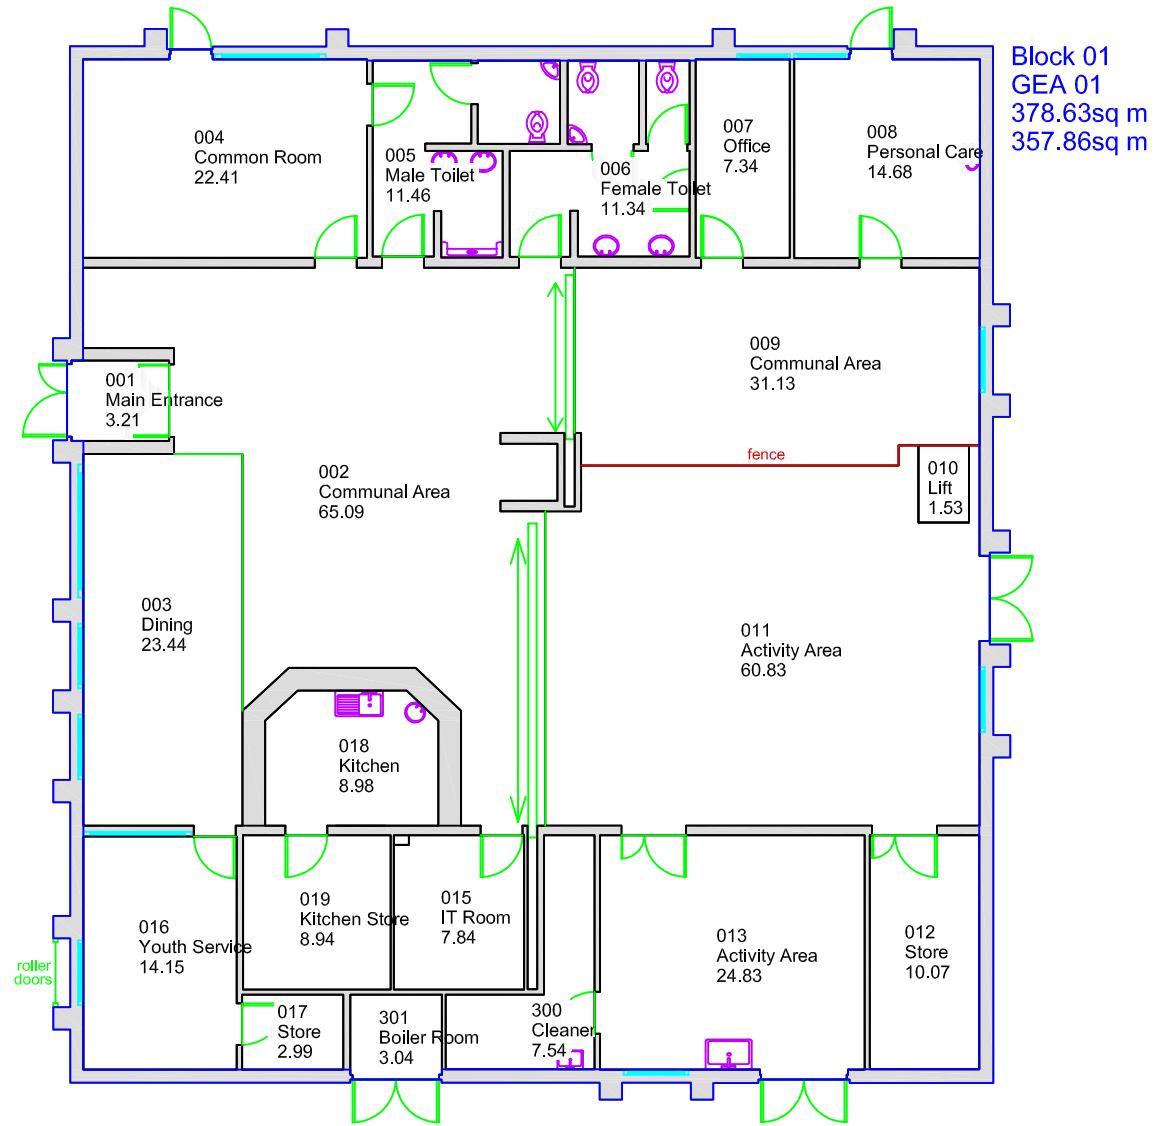 Block 01
GEA 01
378.63sq m
357.86sq m
004
Common Room
22.41
005
Male Toilet
11.46
006
Female Toilet
11.34
007
Office
7.34
008
Personal Care
14.68
001
Main Entrance
3.21
009
Communal Area
31.13
002
Communal Area
65.09
fence
010
Lift
1.53
003
Dining
23.44
011
Activity Area
60.83
018
Kitchen
8.98
016
Youth Service
14.15
019
Kitchen Store
8.94
015
IT Room
7.84
013
Activity Area
24.83
012
Store
10.07
roller
doors
017
Store
2.99
301
Boiler Room
3.04
300
Cleaner
7.54